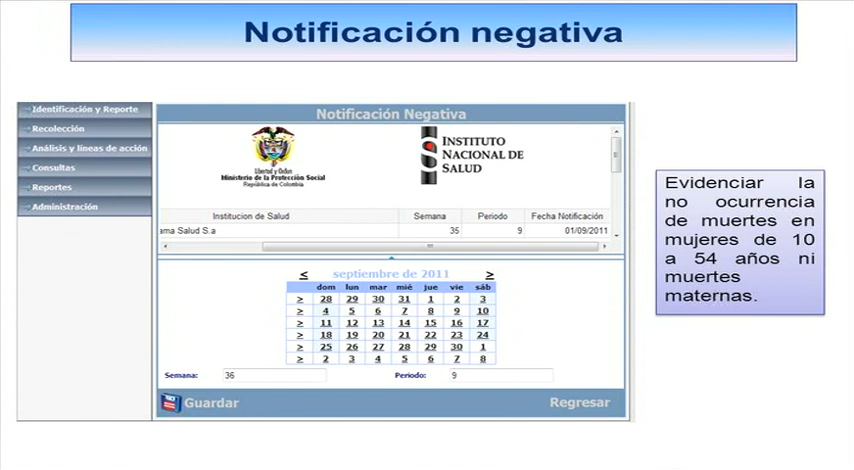 Notificación negativa
Identificación y Reporte
Recolección
Análisis y líneas de acción
Consultas
Reportes
Administración
Notificación Negativa
Libertad y Orden
Ministerio de la Protección Social
República de Colombia
INSTITUTO
NACIONAL DE
SALUD
Institucion de Salud Semana Periodo Fecha Notificación
ama Salud S.a 35 9 01/09/2011
< septiembre de 2011 >
dom lun mar mié jue vie sáb
> 28 29 30 31 1 2 3
> 4 5 6 7 8 9 10
> 11 12 13 14 15 16 17
> 18 19 20 21 22 23 24
> 25 26 27 28 29 30 1
> 2 3 4 5 6 7 8
Semana: 36 Periodo: 9
Guardar Regresar
Evidenciar la
no ocurrencia
de muertes en
mujeres de 10
a 54 años ni
muertes
maternas.